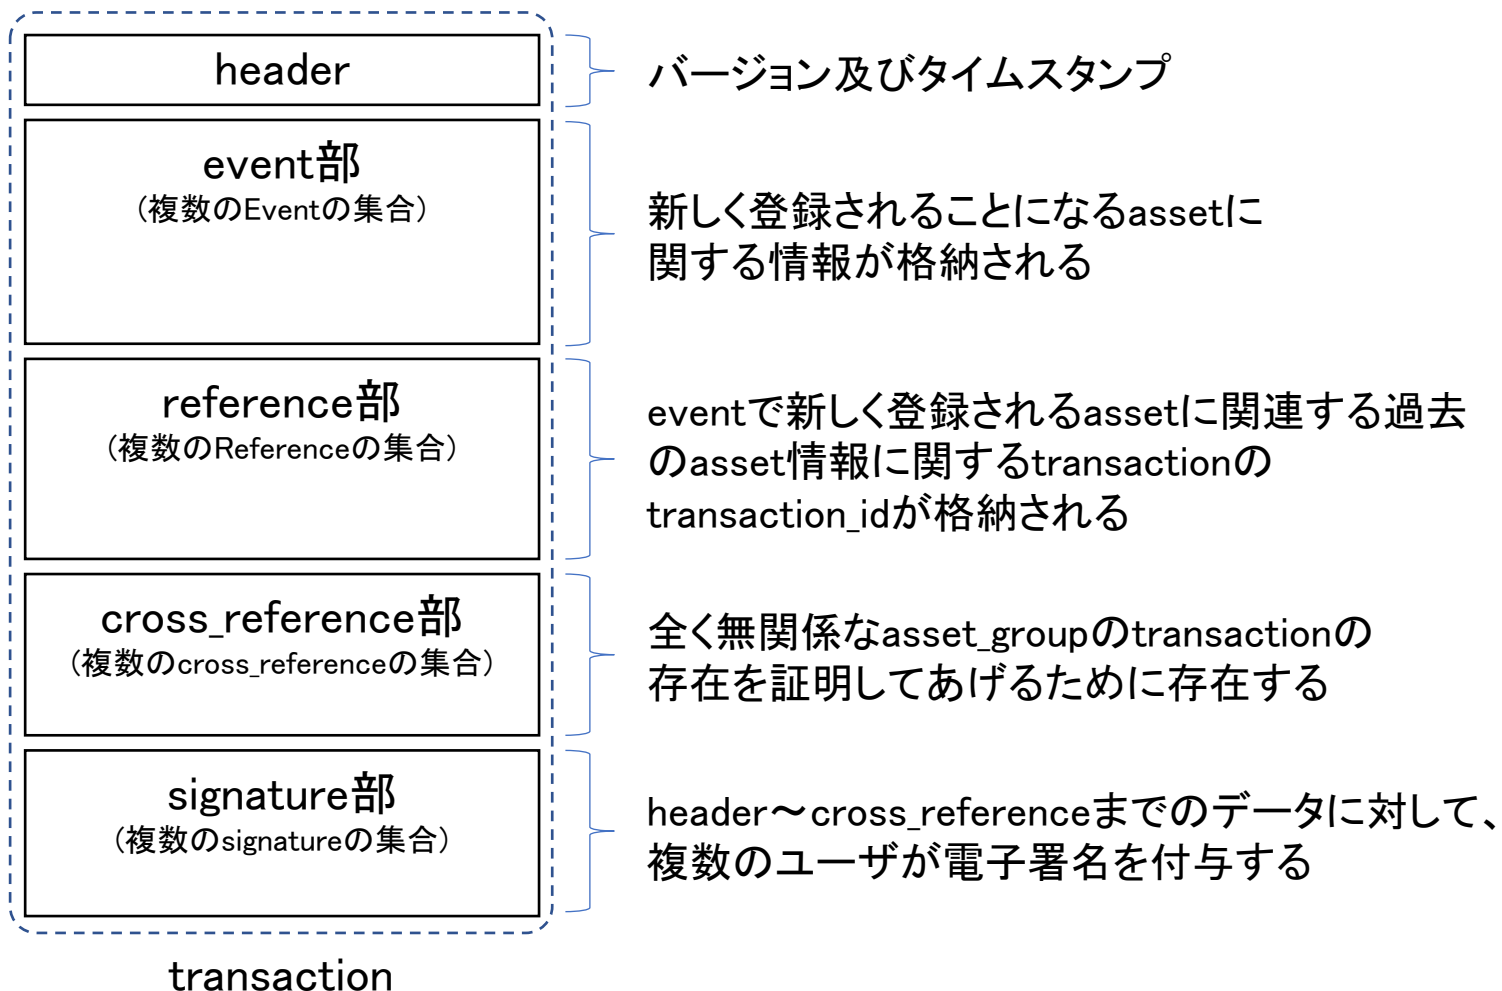 header
バージョン及びタイムスタンプ
event部
（複数のEventの集合）
新しく登録されることになるassetに
関する情報が格納される
reference部
（複数のReferenceの集合）
eventで新しく登録されるassetに関連する過去
のasset情報に関するtransactionの
transaction_idが格納される
cross_reference部
（複数のcross_referenceの集合）
全く無関係なasset_groupのtransactionの
存在を証明してあげるために存在する
signature部
（複数のsignatureの集合）
header～cross_referenceまでのデータに対して、
複数のユーザが電子署名を付与する
transaction